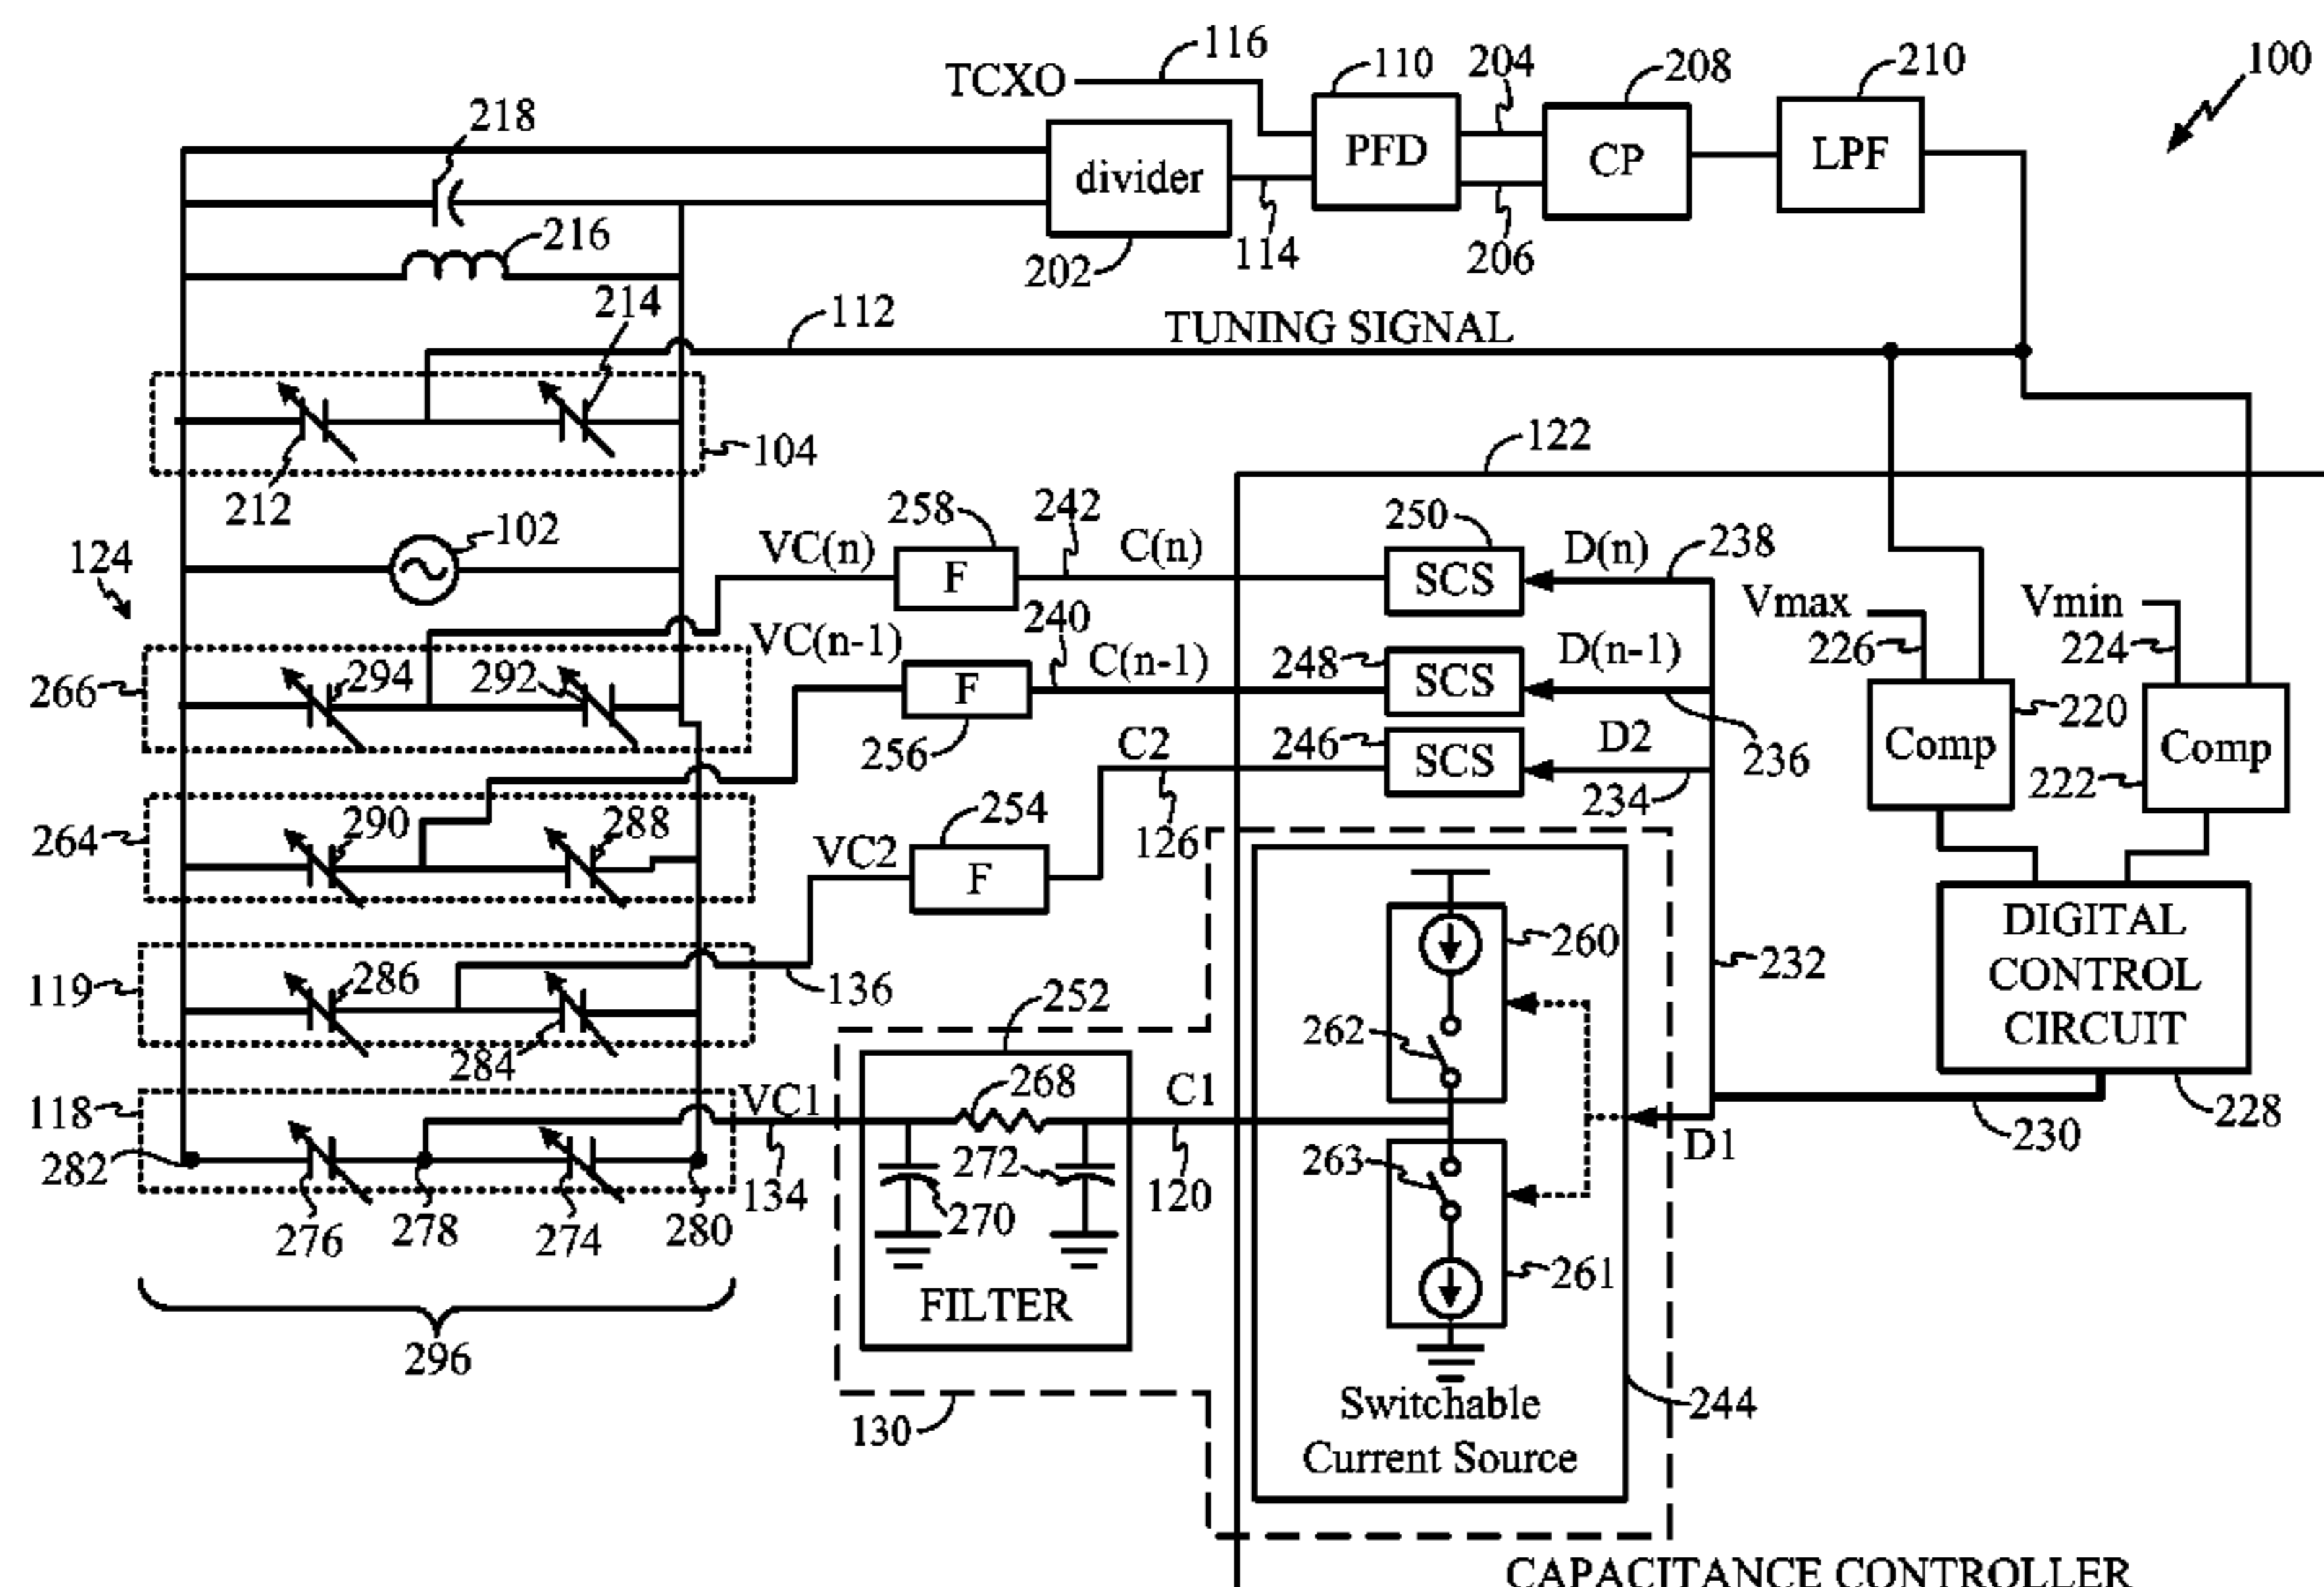 116
TCXO
110
204
208
210
100
218
divider
PFD
CP
LPF
216
202
114
206
214
112
TUNING SIGNAL
104
212
122
102
124
VC(n)
258
242
C(n)
250
SCS
D(n)
238
F
240
Vmax
226
Vmin
224
266
294
292
VC(n-1)
F
C(n-1)
248
SCS
D(n-1)
236
220
Comp
Comp
222
256
C2
246
SCS
D2
234
264
290
288
254
VC2
F
126
DIGITAL
CONTROL
CIRCUIT
228
260
232
119
286
284
136
252
262
118
VC1
268
C1
D1
230
282
134
272
270
120
263
276
278
274
280
FILTER
261
296
130
Switchable
Current Source
244
CAPACITANCE CONTROLLER